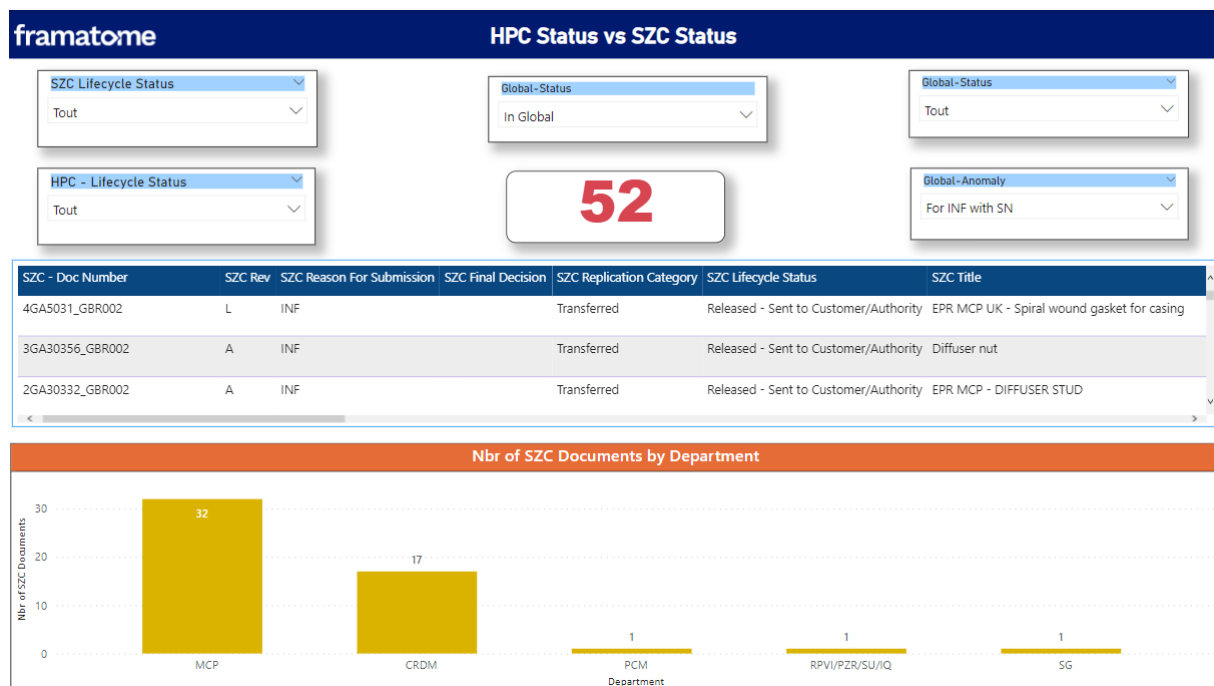 framatome
HPC Status vs SZC Status
SZC Lifecycle Status
Tout
Global-Status
In Global
Global-Status
Tout
HPC - Lifecycle Status
Tout
52
Global-Anomaly
For INF with SN
SZC - Doc Number SZC Rev SZC Reason For Submission SZC Final Decision SZC Replication Category SZC Lifecycle Status SZC Title
4GA5031_GBR002 L INF Transferred Released - Sent to Customer/Authority EPR MCP UK - Spiral wound gasket for casing
3GA30356_GBR002 A INF Transferred Released - Sent to Customer/Authority Diffuser nut
2GA30332_GBR002 A INF Transferred Released - Sent to Customer/Authority EPR MCP - DIFFUSER STUD
Nbr of SZC Documents by Department
Nbr of SZC Documents
30
20
10
0
32
17
1
1
1
MCP CRDM PCM RPVI/PZR/SU/IQ SG
Department